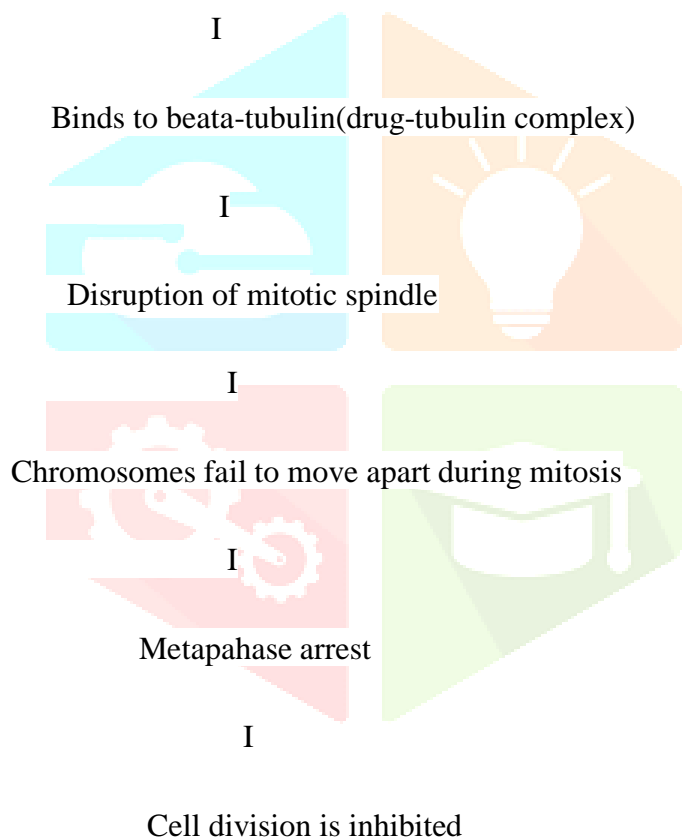 I
Binds to beata-tubulin(drug-tubulin complex)
I
Disruption of mitotic spindle
I
Chromosomes fail to move apart during mitosis
I
Metapahase arrest
I
Cell division is inhibited